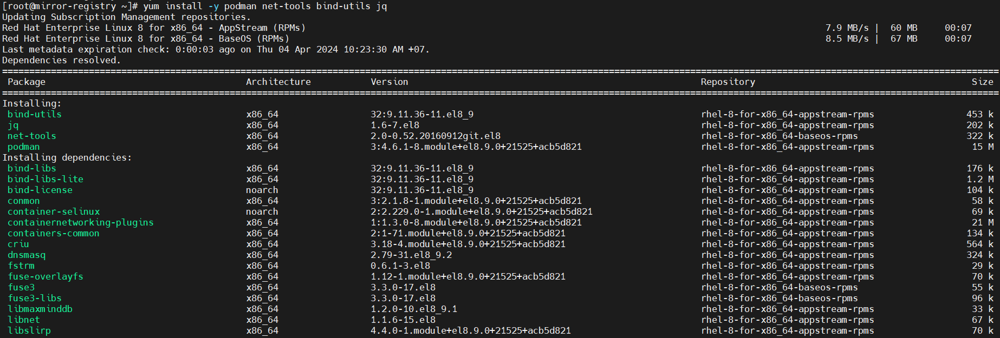 [root@mirror-registry ~]# yum install -y podman net-tools bind-utils jq
Updating Subscription Management repositories.
Red Hat Enterprise Linux 8 for x86_64 - AppStream (RPMs) 7.9 MB/s | 60 MB 00:07
Red Hat Enterprise Linux 8 for x86_64 - BaseOS (RPMs) 8.5 MB/s | 67 MB 00:07
Last metadata expiration check: 0:00:03 ago on Thu 04 Apr 2024 10:23:30 AM +07.
Dependencies resolved.
Package Architecture Version Repository Size
Installing:
bind-utils x86_64 32:9.11.36-11.el8_9 rhel-8-for-x86_64-appstream-rpms 453 k
jq x86_64 1.6-7.el8 rhel-8-for-x86_64-appstream-rpms 202 k
net-tools x86_64 2.0-0.52.20160912git.el8 rhel-8-for-x86_64-baseos-rpms 322 k
podman x86_64 3:4.6.1-8.module+el8.9.0+21525+acb5d821 rhel-8-for-x86_64-appstream-rpms 15 M
Installing dependencies:
bind-libs x86_64 32:9.11.36-11.el8_9 rhel-8-for-x86_64-appstream-rpms 176 k
bind-libs-lite x86_64 32:9.11.36-11.el8_9 rhel-8-for-x86_64-appstream-rpms 1.2 M
bind-license noarch 32:9.11.36-11.el8_9 rhel-8-for-x86_64-appstream-rpms 104 k
conmon x86_64 3:2.1.8-1.module+el8.9.0+21525+acb5d821 rhel-8-for-x86_64-appstream-rpms 58 k
container-selinux noarch 2:2.229.0-1.module+el8.9.0+21525+acb5d821 rhel-8-for-x86_64-appstream-rpms 69 k
containernetworking-plugins x86_64 1:1.3.0-8.module+el8.9.0+21525+acb5d821 rhel-8-for-x86_64-appstream-rpms 21 M
containers-common x86_64 2:1-71.module+el8.9.0+21525+acb5d821 rhel-8-for-x86_64-appstream-rpms 134 k
criu x86_64 3.18-4.module+el8.9.0+21525+acb5d821 rhel-8-for-x86_64-appstream-rpms 564 k
dnsmasq x86_64 2.79-31.el8_9.2 rhel-8-for-x86_64-appstream-rpms 324 k
fstrm x86_64 0.6.1-3.el8 rhel-8-for-x86_64-appstream-rpms 29 k
fuse-overlayfs x86_64 1.12-1.module+el8.9.0+21525+acb5d821 rhel-8-for-x86_64-appstream-rpms 70 k
fuse3 x86_64 3.3.0-17.el8 rhel-8-for-x86_64-baseos-rpms 55 k
fuse3-libs x86_64 3.3.0-17.el8 rhel-8-for-x86_64-baseos-rpms 96 k
libmaxminddb x86_64 1.2.0-10.el8_9.1 rhel-8-for-x86_64-appstream-rpms 33 k
libnet x86_64 1.1.6-15.el8 rhel-8-for-x86_64-appstream-rpms 67 k
libslirp x86_64 4.4.0-1.module+el8.9.0+21525+acb5d821 rhel-8-for-x86_64-appstream-rpms 70 k